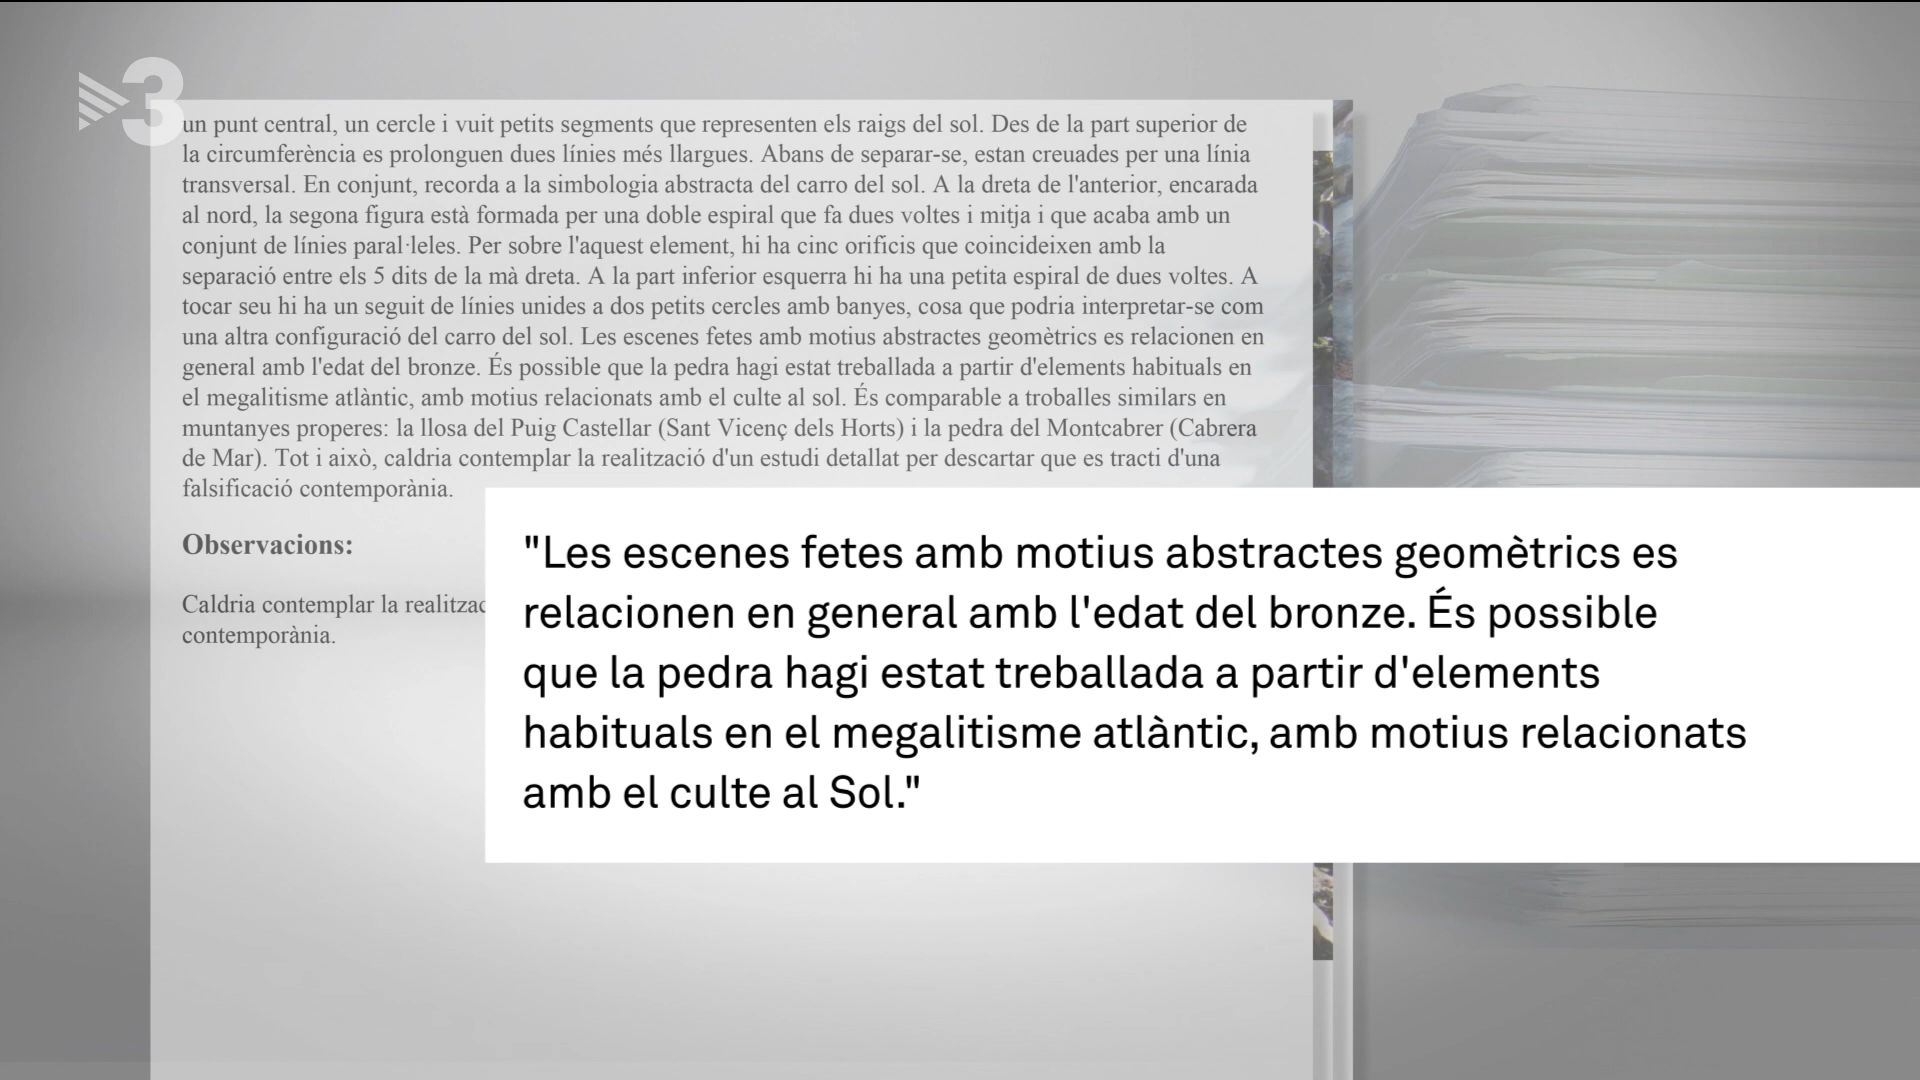 3
un punt central, un cercle i vuit petits segments que representen els raigs del sol. Des de la part superior de
la circumferència es prolonguen dues línies més llargues. Abans de separar-se, estan creuades per una línia
transversal. En conjunt, recorda a la simbologia abstracta del carro del sol. A la dreta de l'anterior, encarada
al nord, la segona figura està formada per una doble espiral que fa dues voltes i mitja i que acaba amb un
conjunt de línies paral·leles. Per sobre l'aquest element, hi ha cinc orificis que coincideixen amb la
separació entre els 5 dits de la mà dreta. A la part inferior esquerra hi ha una petita espiral de dues voltes. A
tocar seu hi ha un seguit de línies unides a dos petits cercles amb banyes, cosa que podria interpretar-se com
una altra configuració del carro del sol. Les escenes fetes amb motius abstractes geomètrics es relacionen en
general amb l'edat del bronze. És possible que la pedra hagi estat treballada a partir d'elements habituals en
el megalitisme atlàntic, amb motius relacionats amb el culte al sol. És comparable a troballes similars en
muntanyes properes: la llosa del Puig Castellar (Sant Vicenç dels Horts) i la pedra del Montcabrer (Cabrera
de Mar). Tot i això, caldria contemplar la realització d'un estudi detallat per descartar que es tracti d'una
falsificació contemporània.
Observacions:
Caldria contemplar la realitzac
contemporània.
"Les escenes fetes amb motius abstractes geomètrics es
relacionen en general amb l'edat del bronze. És possible
que la pedra hagi estat treballada a partir d'elements
habituals en el megalitisme atlàntic, amb motius relacionats
amb el culte al Sol."